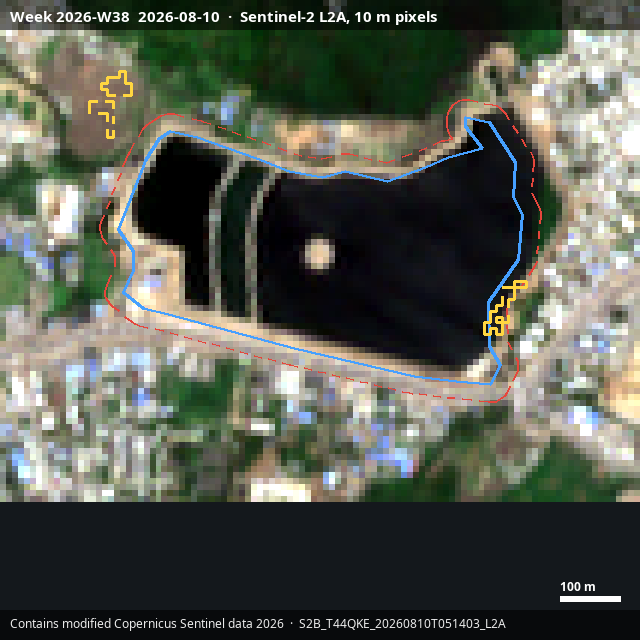 Week 2026-W38 2026-08-10 · Sentinel-2 L2A, 10 m pixels
100 m
Contains modified Copernicus Sentinel data 2026 · S2B_T44QKE_20260810T051403_L2A